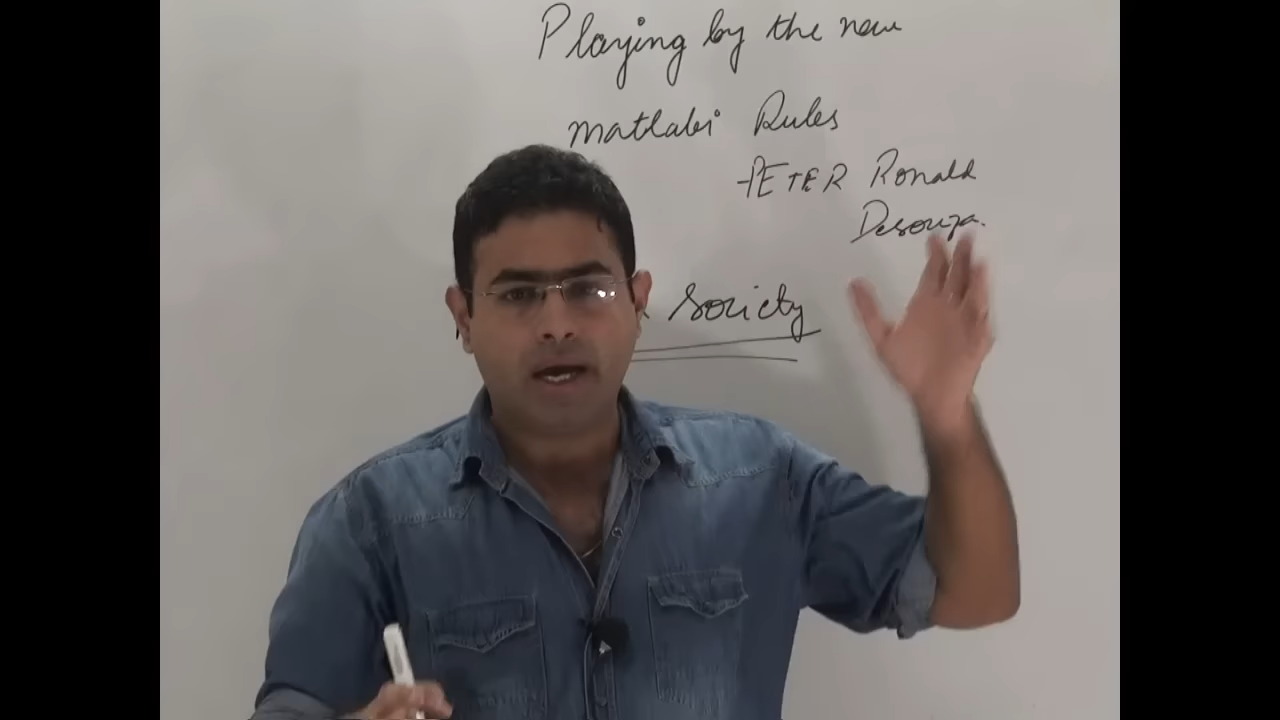 Playing by the new
matlabi Rules
-PETER Ronald
Desouza.
Society